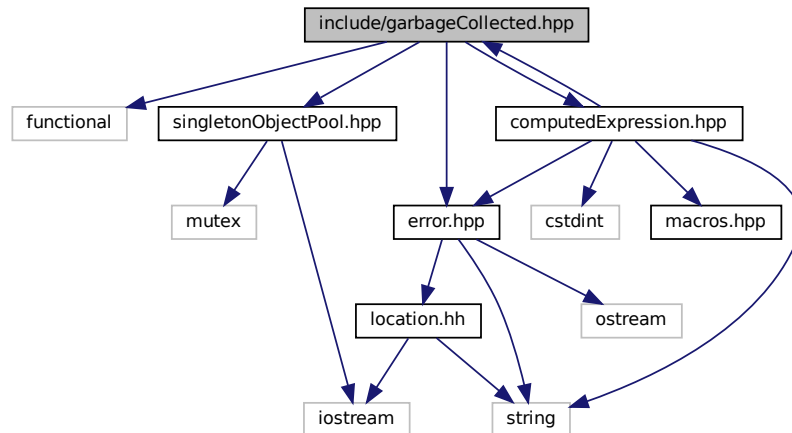 include/garbageCollected.hpp
functional
singletonObjectPool.hpp
computedExpression.hpp
mutex
error.hpp
cstdint
macros.hpp
location.hh
ostream
iostream
string